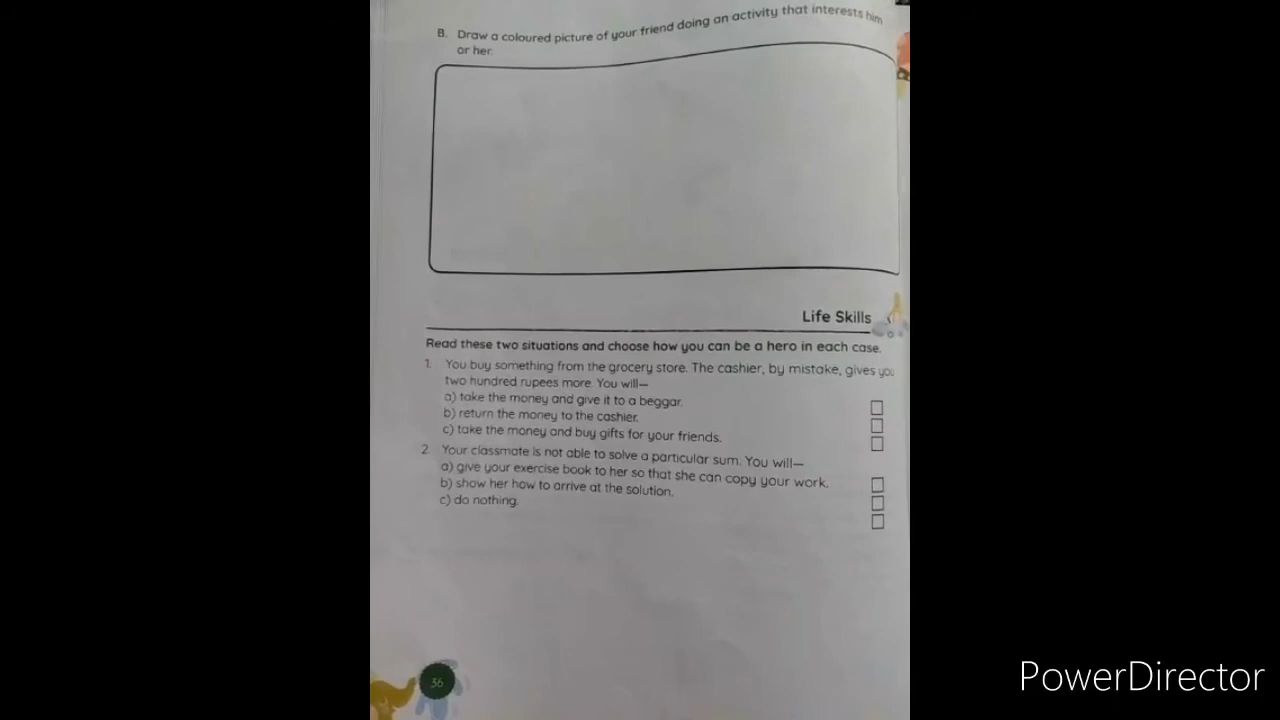 B. Draw a coloured picture of your friend doing an activity that interests him
or her.
Life Skills
Read these two situations and choose how you can be a hero in each case.
1. You buy something from the grocery store. The cashier, by mistake, gives you
two hundred rupees more. You will—
a) take the money and give it to a beggar.
b) return the money to the cashier.
c) take the money and buy gifts for your friends.
2. Your classmate is not able to solve a particular sum. You will—
a) give your exercise book to her so that she can copy your work.
b) show her how to arrive at the solution.
c) do nothing.
36
PowerDirector